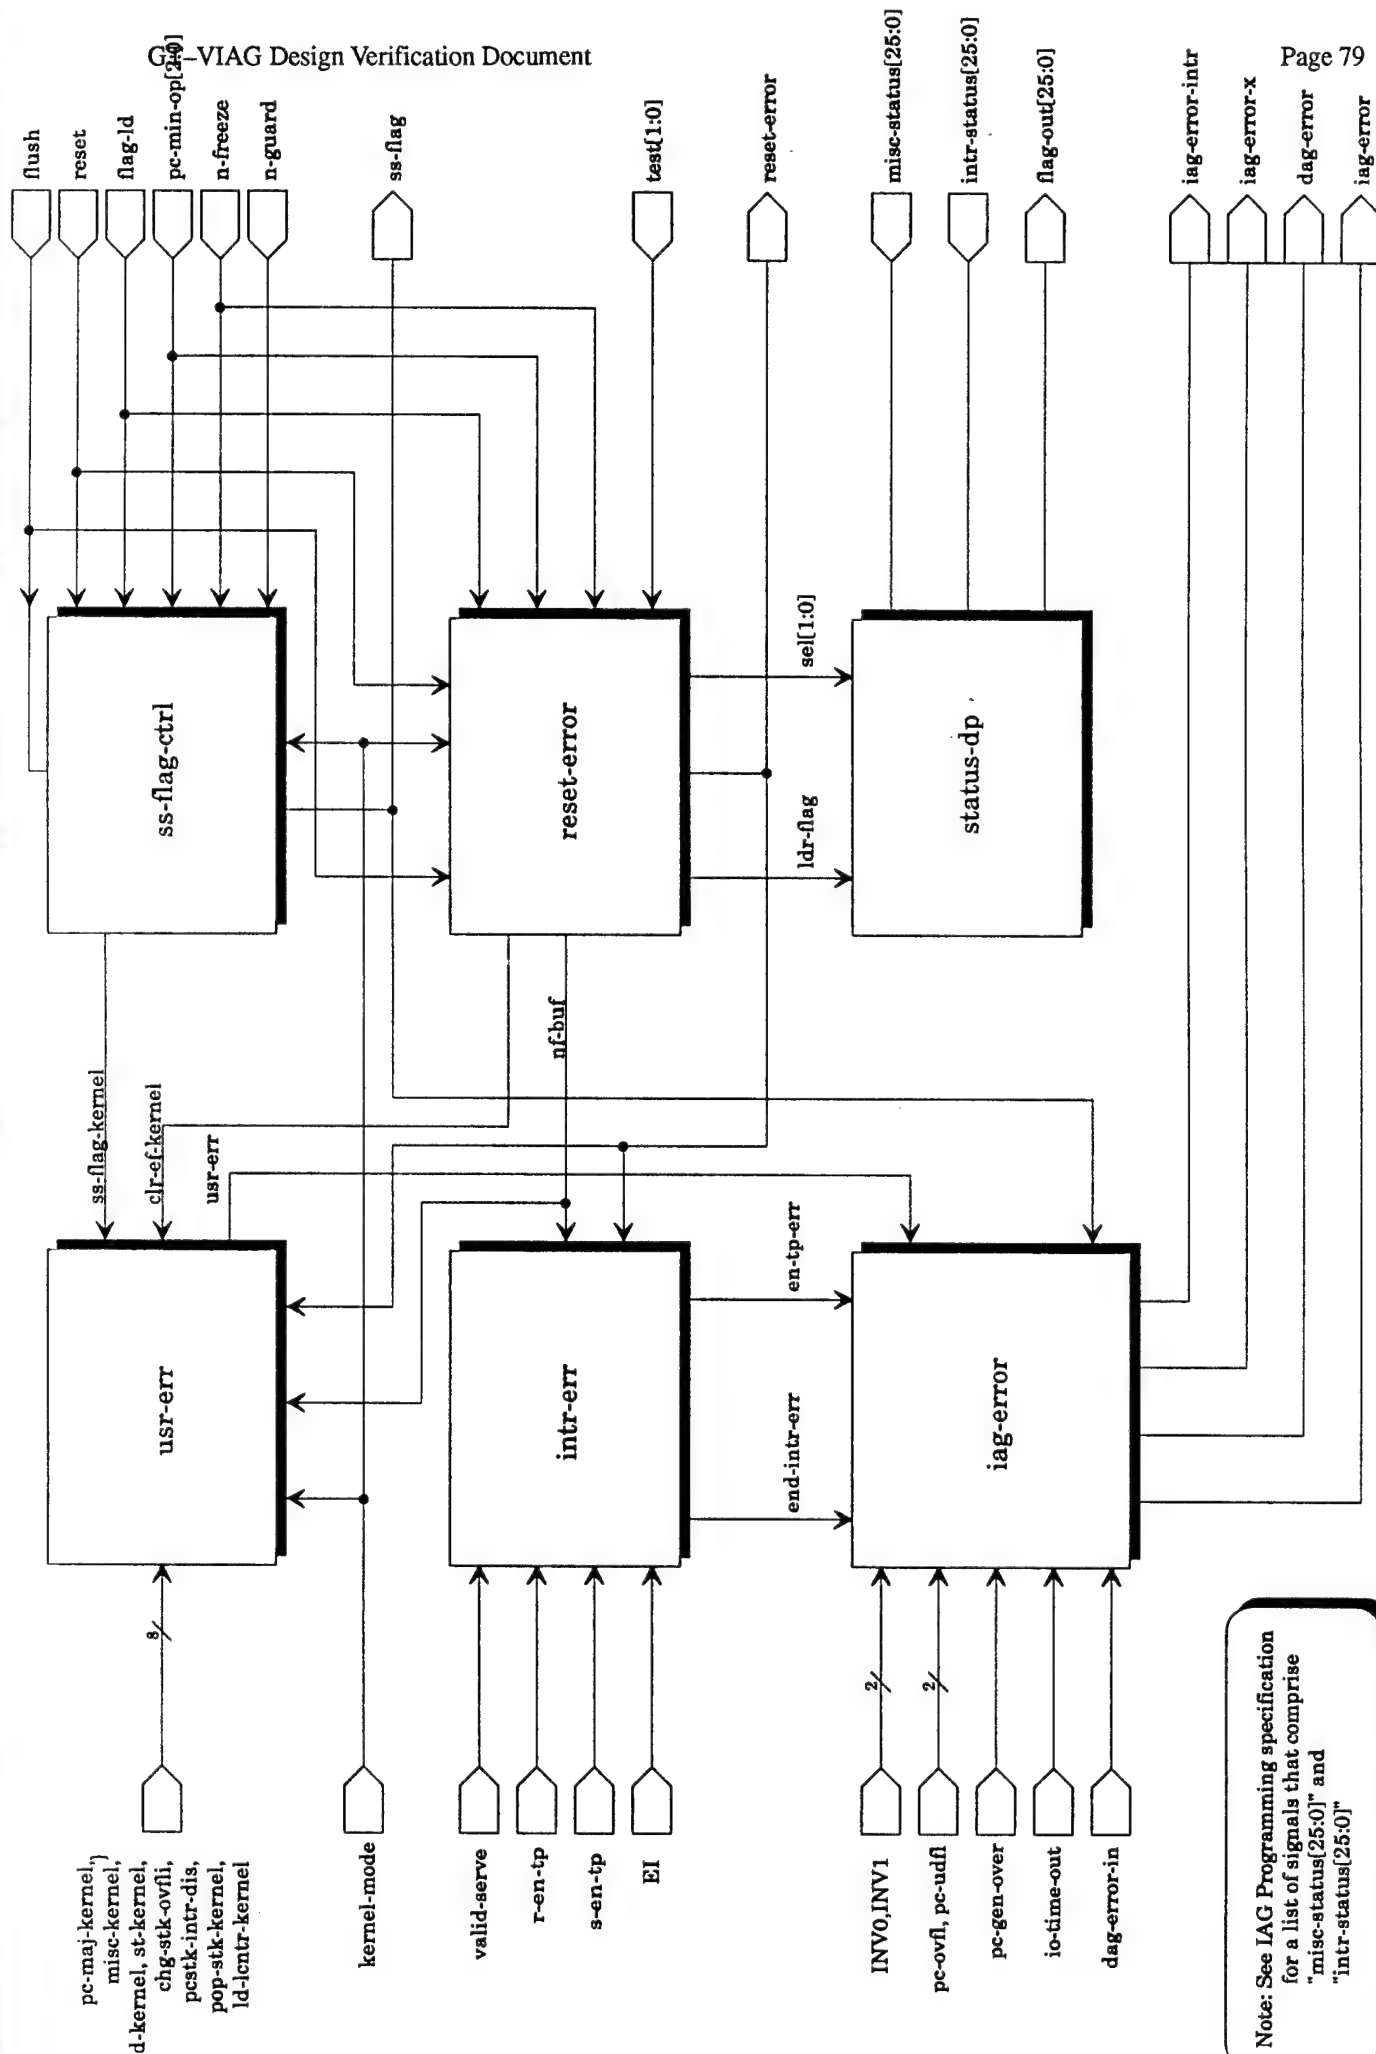 G–VIAG Design Verification Document
Page 79
flush
reset
flag-ld
pc-min-op[2:0]
n-freeze
n-guard
ss-flag
test[1:0]
reset-error
misc-status[25:0]
intr-status[25:0]
flag-out[25:0]
iag-error-intr
iag-error-x
dag-error
iag-error
ss-flag-ctrl
reset-error
status-dp
sel[1:0]
ldr-flag
ss-flag-kernel
clr-ef-kernel
usr-err
nf-buf
usr-err
intr-err
iag-error
en-tp-err
end-intr-err
8
2
2
pc-maj-kernel,
misc-kernel,
d-kernel, st-kernel,
chg-stk-ovfli,
pcstk-intr-dis,
pop-stk-kernel,
ld-lcntr-kernel
kernel-mode
valid-serve
r-en-tp
s-en-tp
EI
INV0,INV1
pc-ovfl, pc-udfl
pc-gen-over
io-time-out
dag-error-in
Note: See IAG Programming specification
for a list of signals that comprise
"misc-status[25:0]" and
"intr-status[25:0]"